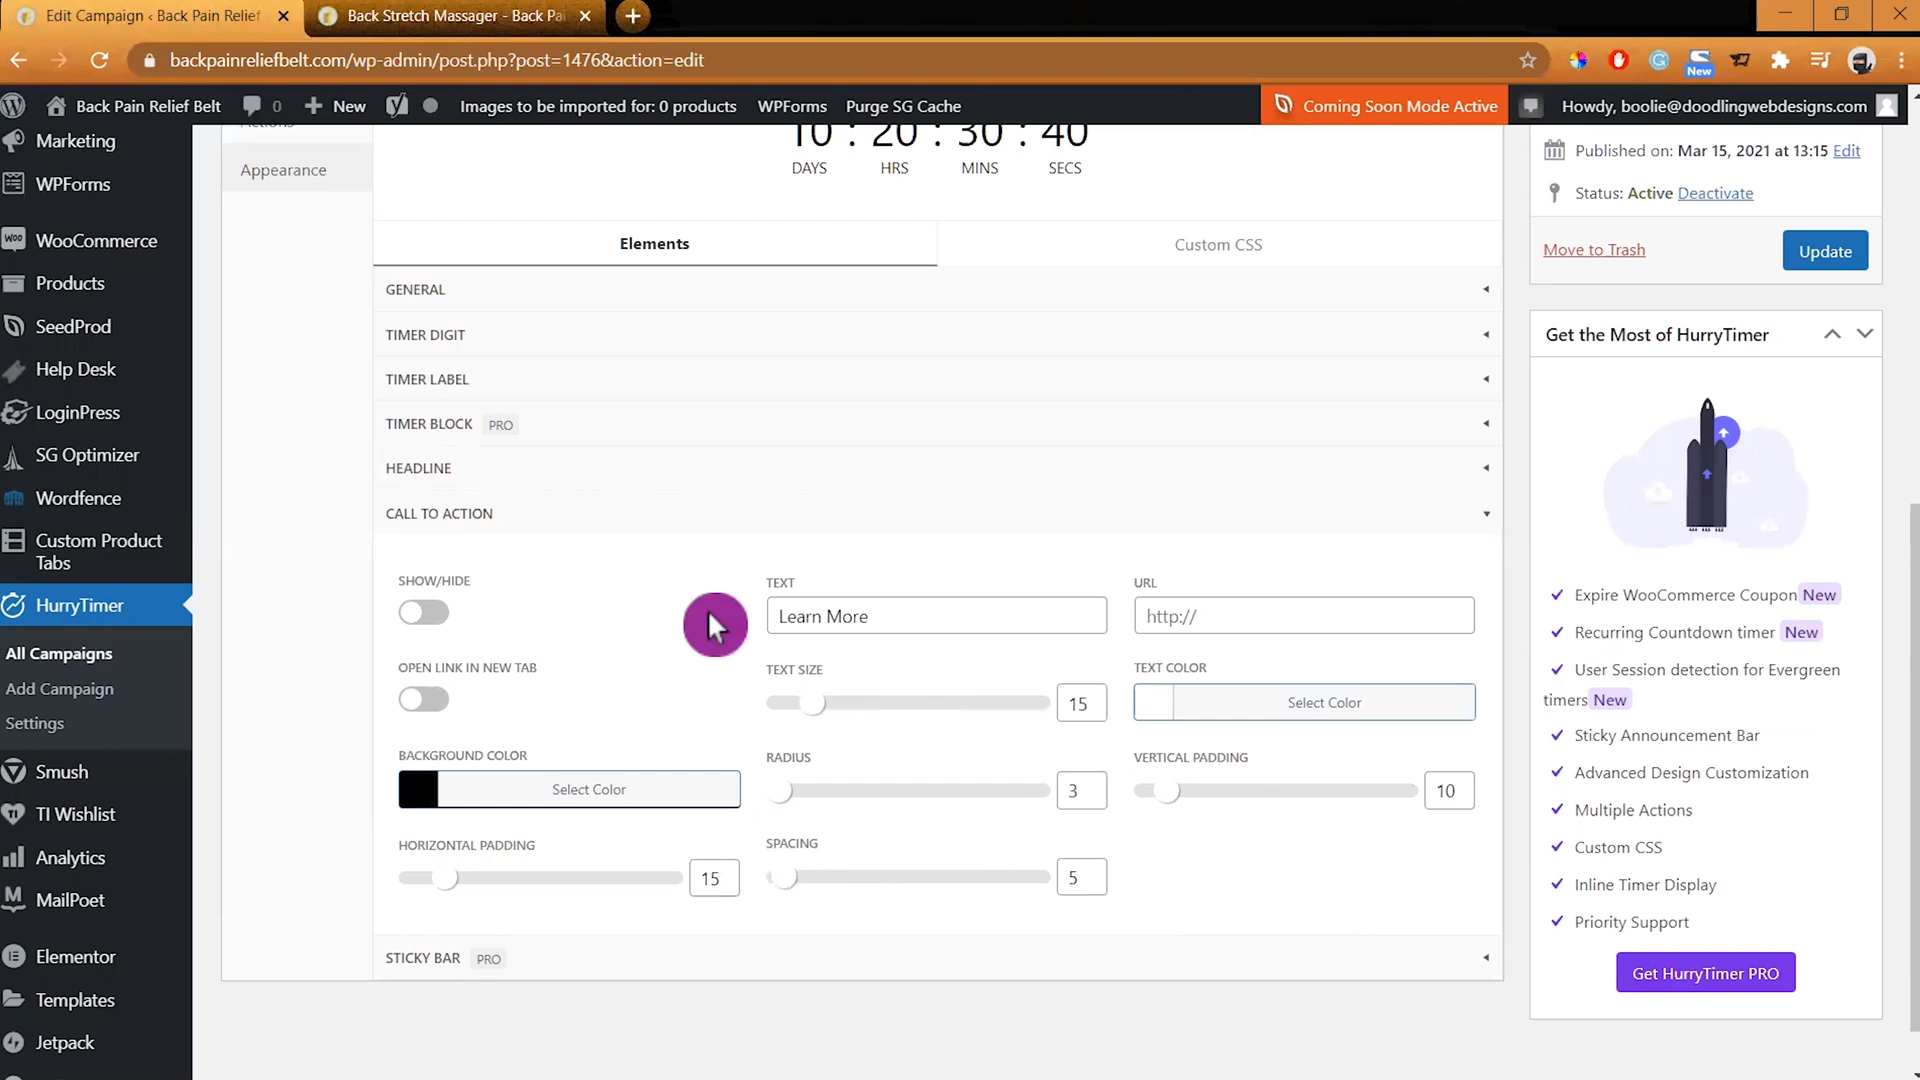 Edit Campaign ‹ Back Pain Relief
Back Stretch Massager - Back Pa
backpainreliefbelt.com/wp-admin/post.php?post=1476&action=edit
New
Back Pain Relief Belt
0
New
Images to be imported for: 0 products
WPForms
Purge SG Cache
Coming Soon Mode Active
Howdy, boolie@doodlingwebdesigns.com
Marketing
WPForms
WooCommerce
Products
SeedProd
Help Desk
LoginPress
SG Optimizer
Wordfence
Custom Product
Tabs
HurryTimer
All Campaigns
Add Campaign
Settings
Smush
TI Wishlist
Analytics
MailPoet
Elementor
Templates
Jetpack
Actions
Appearance
10 : 20 : 30 : 40
DAYS HRS MINS SECS
Elements
Custom CSS
GENERAL
TIMER DIGIT
TIMER LABEL
TIMER BLOCK PRO
HEADLINE
CALL TO ACTION
SHOW/HIDE
TEXT
Learn More
URL
http://
OPEN LINK IN NEW TAB
TEXT SIZE
15
TEXT COLOR
Select Color
BACKGROUND COLOR
Select Color
RADIUS
3
VERTICAL PADDING
10
HORIZONTAL PADDING
15
SPACING
5
STICKY BAR PRO
Published on: Mar 15, 2021 at 13:15 Edit
Status: Active Deactivate
Move to Trash
Update
Get the Most of HurryTimer
Expire WooCommerce Coupon New
Recurring Countdown timer New
User Session detection for Evergreen
timers New
Sticky Announcement Bar
Advanced Design Customization
Multiple Actions
Custom CSS
Inline Timer Display
Priority Support
Get HurryTimer PRO